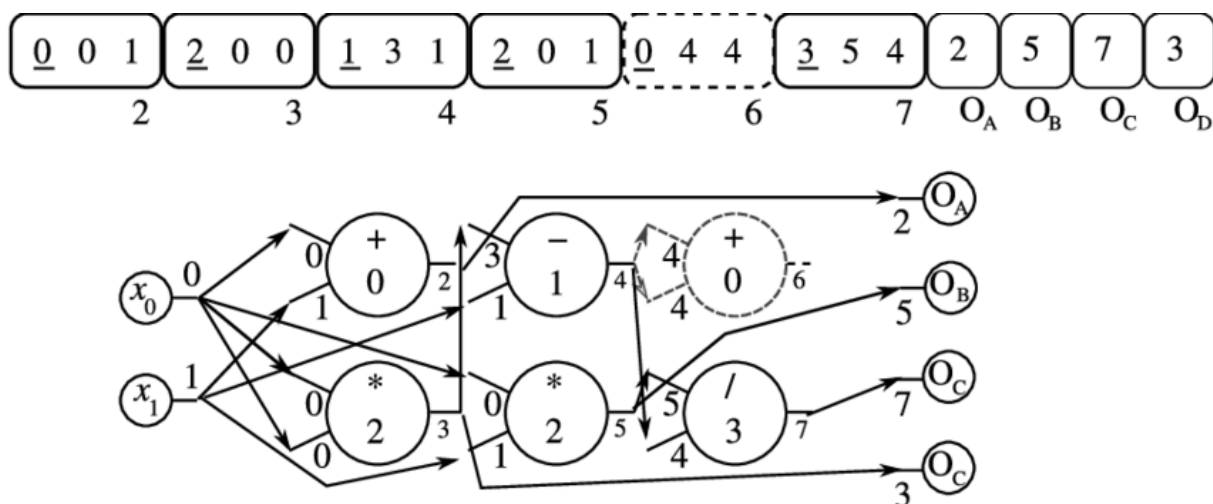 0 0 1 2 0 0 1 3 1 2 0 1 0 4 4 3 5 4 2 5 7 3
2 3 4 5 6 7 O_A O_B O_C O_D
O_A
2
+ − +
0 3 4
x_0 0 0 2 1 4 0 6 O_B
1 1 4 5
x_1 1 * * / O_C
0 0 5 7
2 3 2 5 3 7
0 1 4 O_C
3